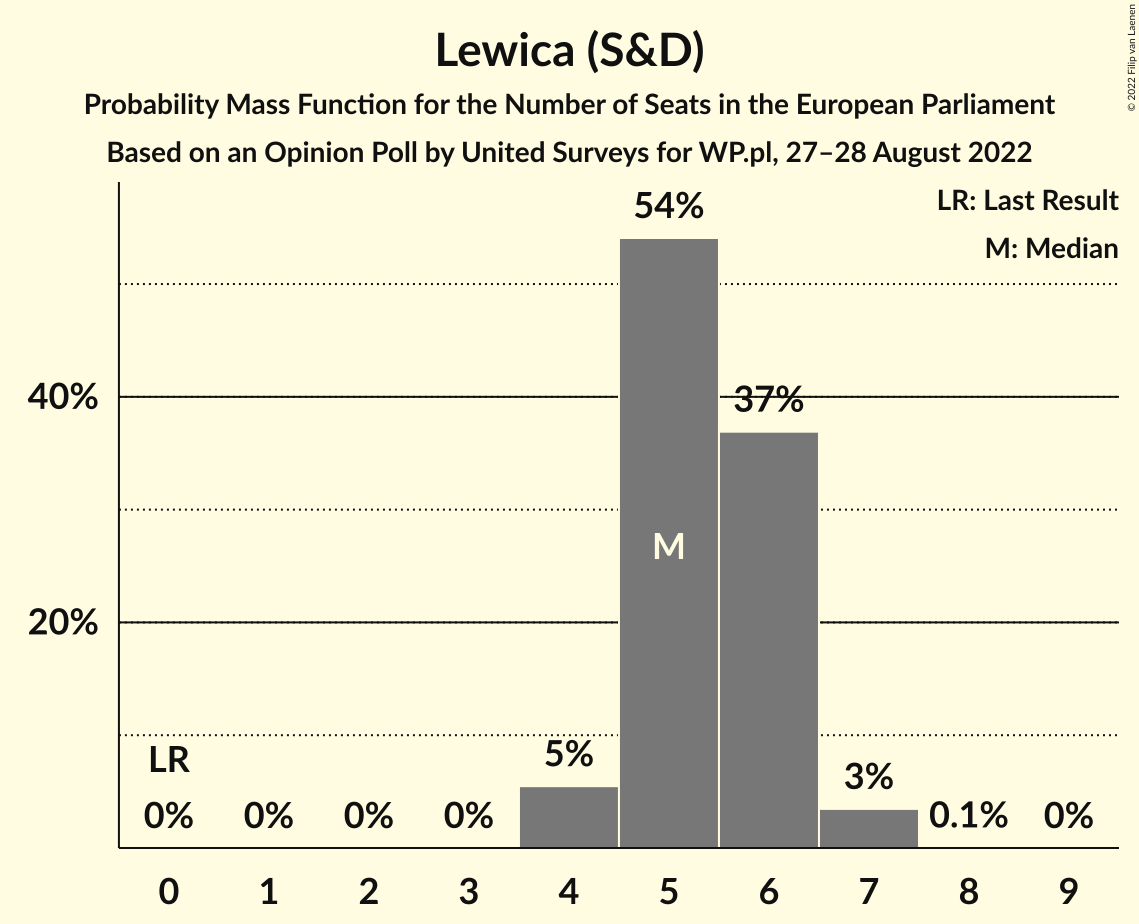 Lewica (S&D)
Probability Mass Function for the Number of Seats in the European Parliament
Based on an Opinion Poll by United Surveys for WP.pl, 27–28 August 2022
© 2022 Filip van Laenen
LR: Last Result
M: Median
54%
40%
37%
M
20%
LR
5%
3%
0%
0%
0%
0%
0.1%
0%
0 1 2 3 4 5 6 7 8 9